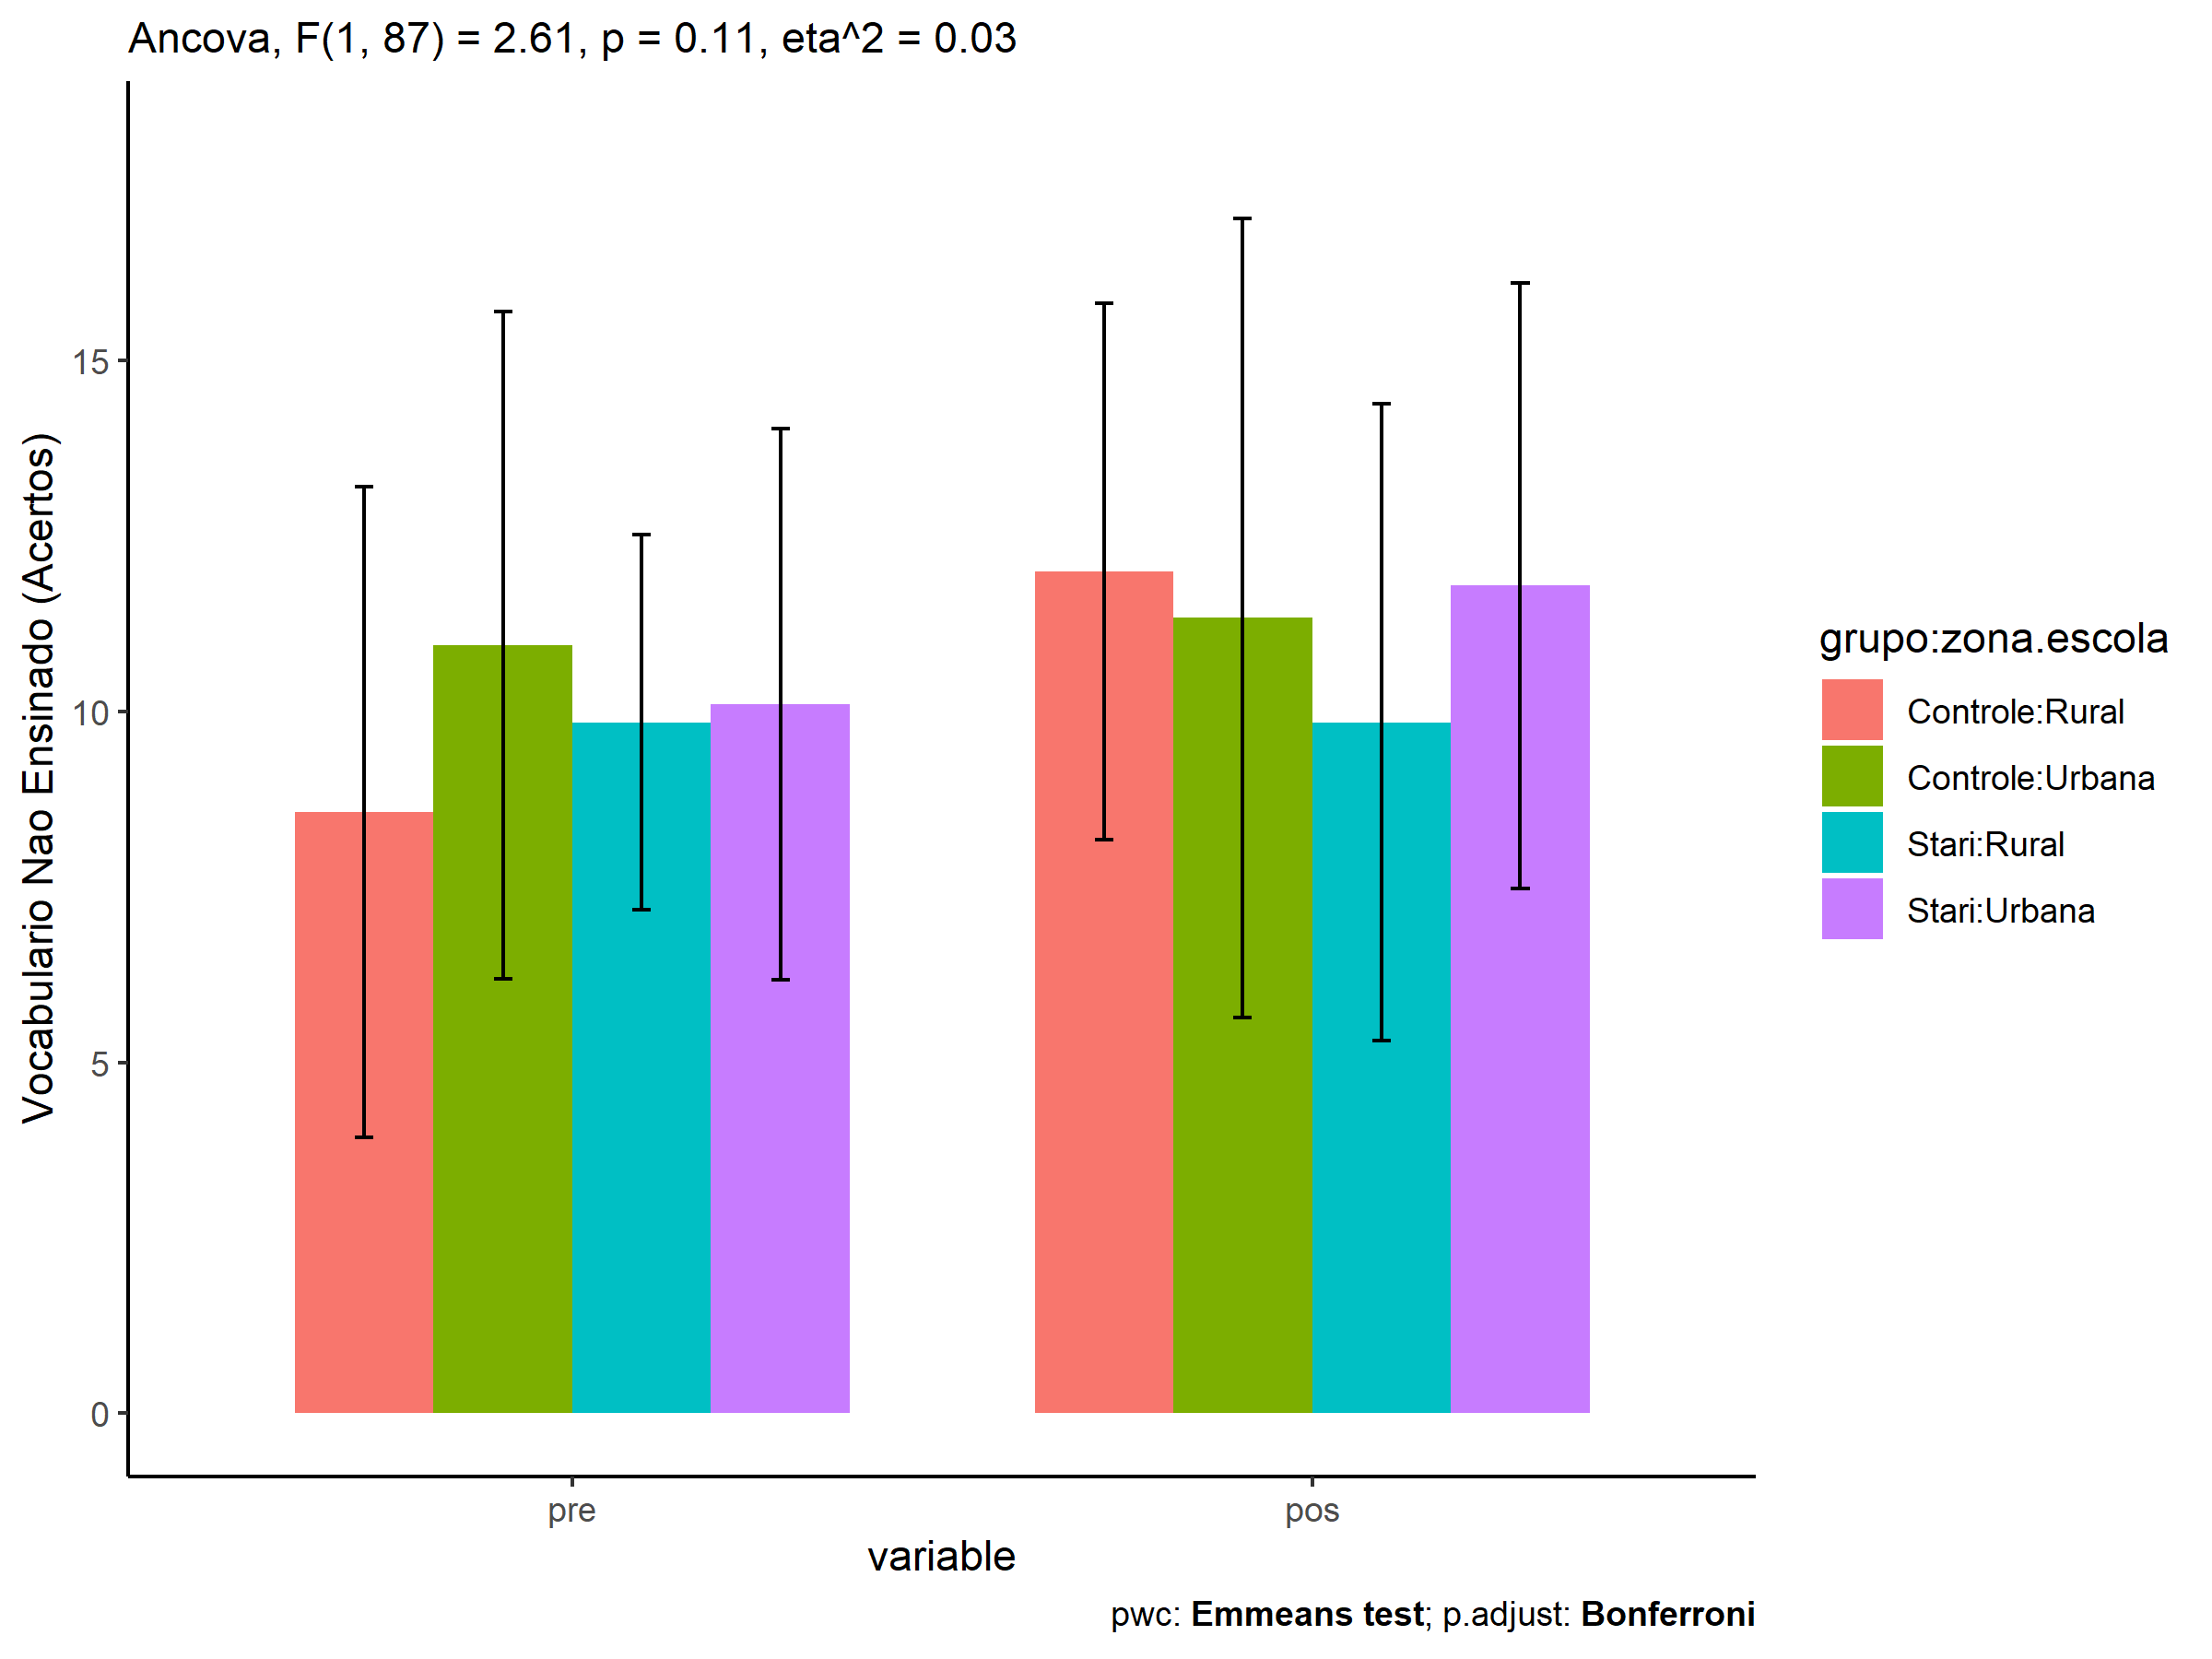 Ancova, F(1, 87) = 2.61, p = 0.11, eta^2 = 0.03
Vocabulario Nao Ensinado (Acertos)
15
10
5
0
pre
pos
variable
grupo:zona.escola
Controle:Rural
Controle:Urbana
Stari:Rural
Stari:Urbana
pwc: Emmeans test; p.adjust: Bonferroni